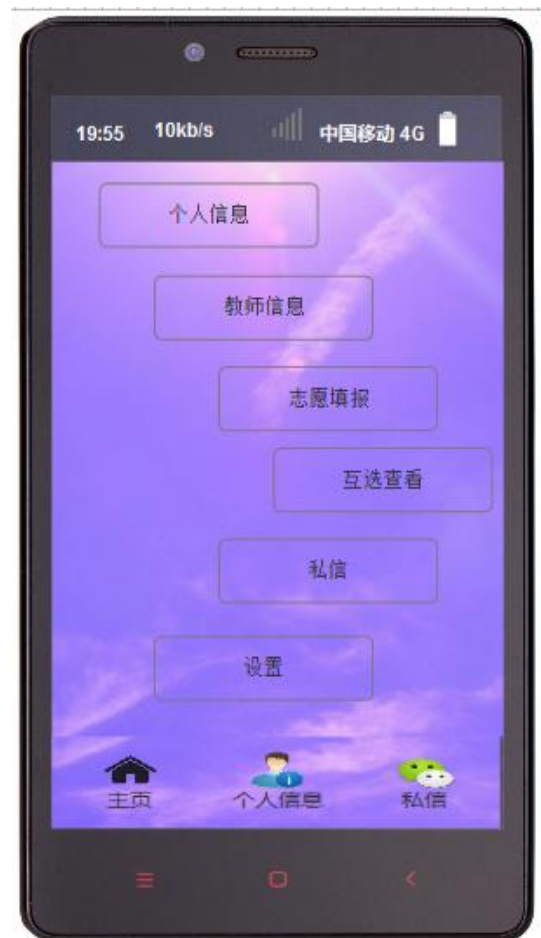 19:55 10kb/s 中国移动 4G
个人信息
教师信息
志愿填报
互选查看
私信
设置
主页 个人信息 私信